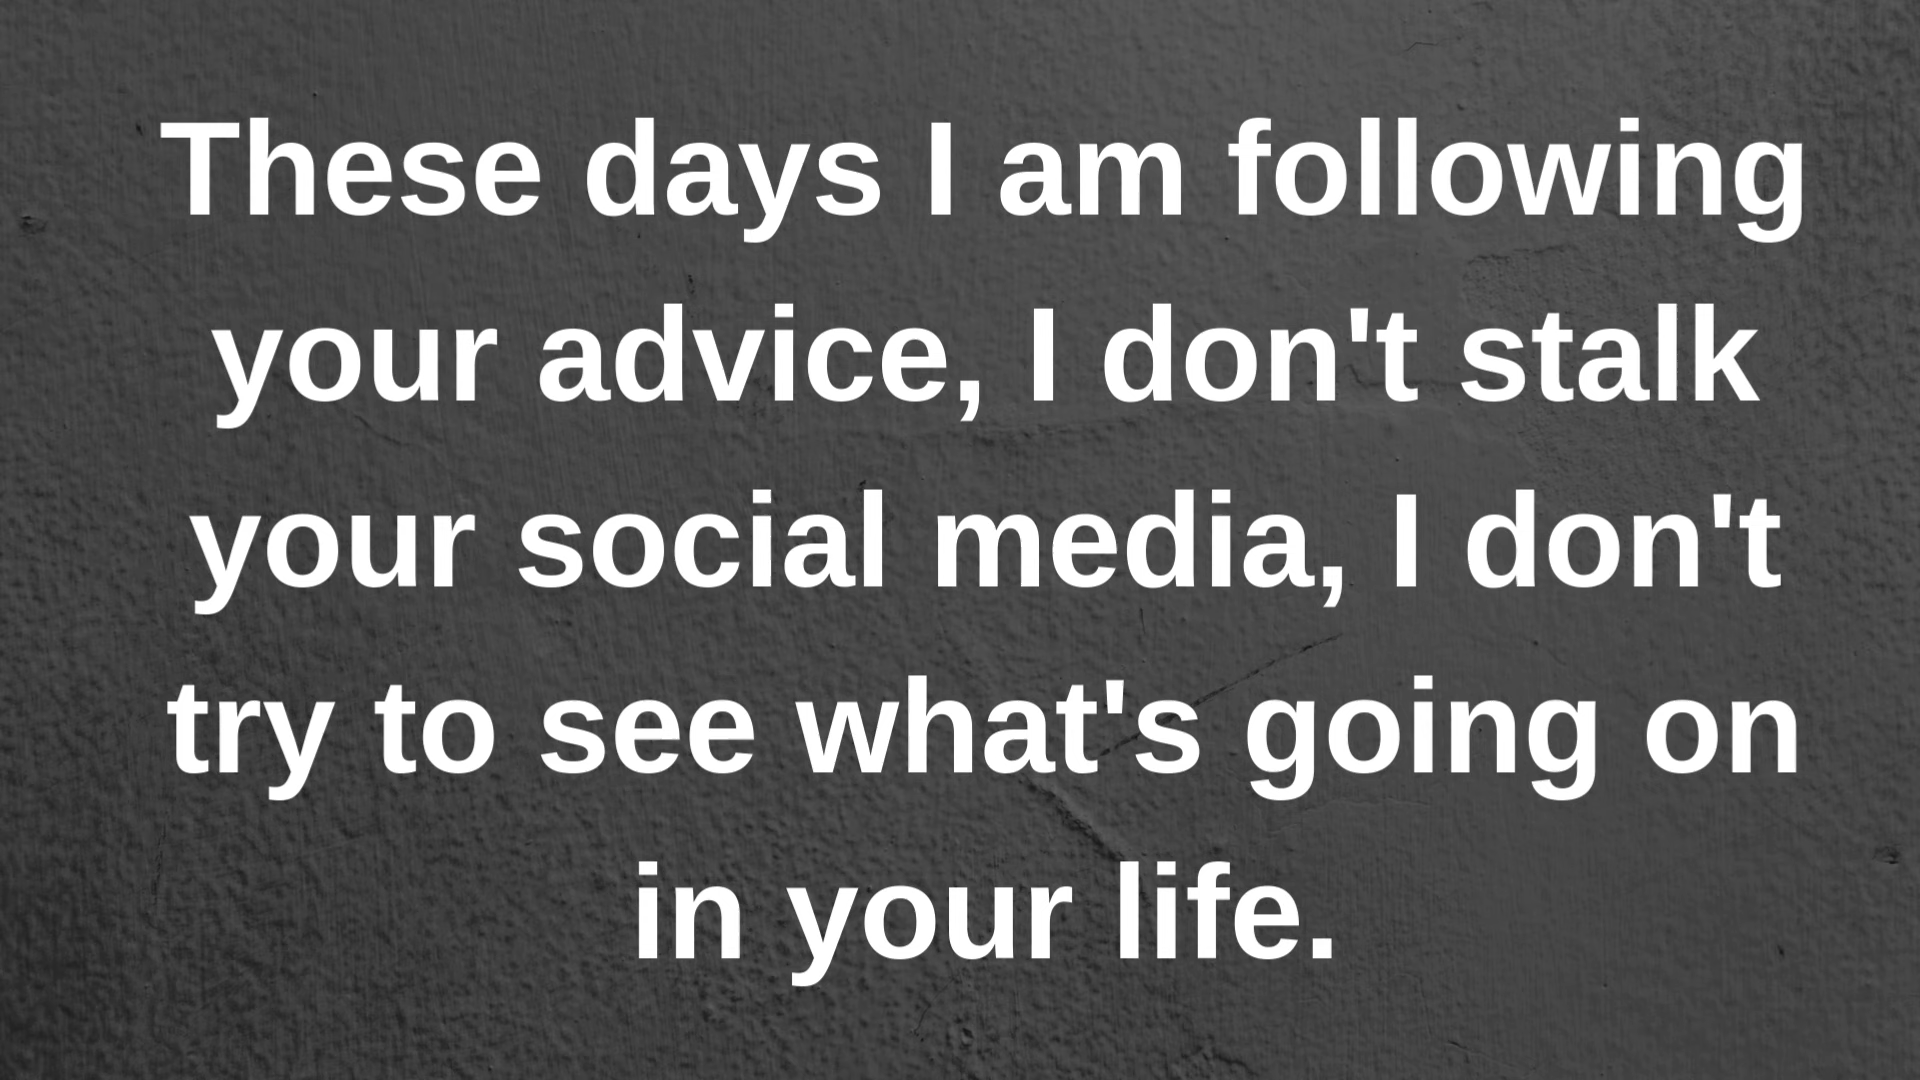 These days I am following
your advice, I don't stalk
your social media, I don't
try to see what's going on
in your life.